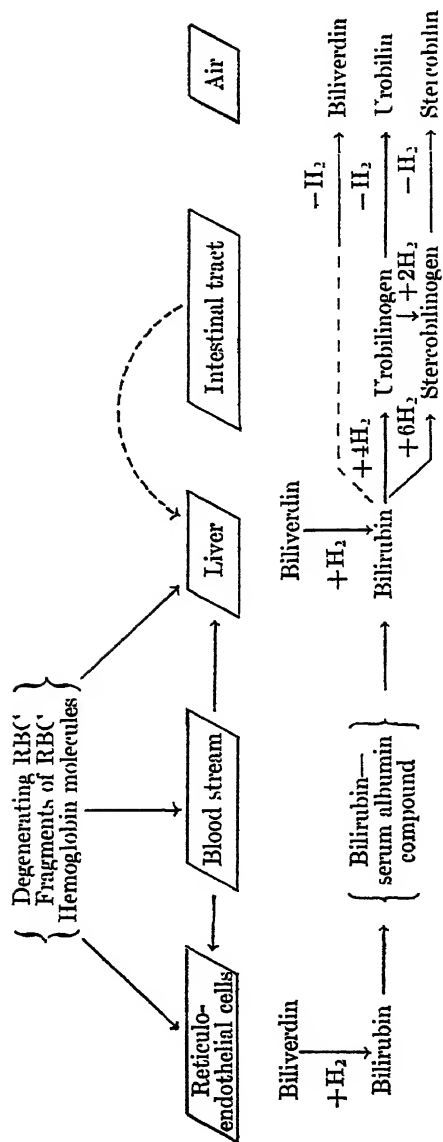 Degenerating RBC
Fragments of RBC
Hemoglobin molecules
Reticulo-
endothelial cells
Blood stream
Liver
Intestinal tract
Air
Biliverdin
+H₂
Bilirubin
Bilirubin—
serum albumin
compound
Biliverdin
+H₂
Bilirubin
+4H₂
+6H₂
Urobilinogen
↓ +2H₂
Stercobilinogen
−H₂
−H₂
−H₂
Biliverdin
Urobilin
Stercobilin